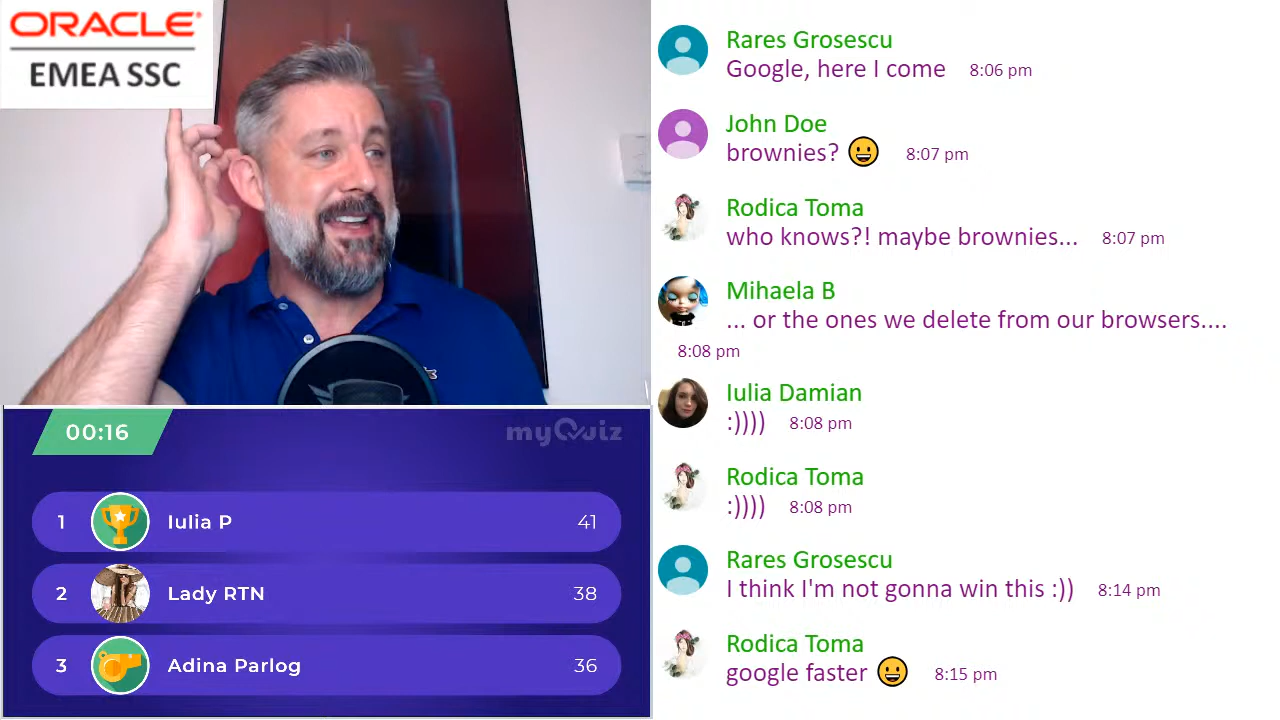 ORACLE®
EMEA SSC
00:16
myQuiz
1 Iulia P 41
2 Lady RTN 38
3 Adina Parlog 36
Rares Grosescu
Google, here I come 8:06 pm
John Doe
brownies? 😀 8:07 pm
Rodica Toma
who knows?! maybe brownies... 8:07 pm
Mihaela B
... or the ones we delete from our browsers....
8:08 pm
Iulia Damian
:)))) 8:08 pm
Rodica Toma
:)))) 8:08 pm
Rares Grosescu
I think I'm not gonna win this :)) 8:14 pm
Rodica Toma
google faster 😀 8:15 pm